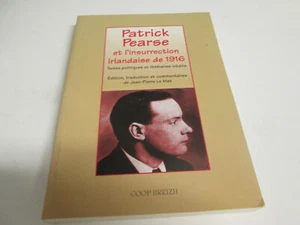 Patrick
Pearse
et l'insurrection
irlandaise de 1916
Textes politiques et littéraires inédits
Édition, traduction et commentaires
de Jean-Pierre Le Mat
COOP BREIZH